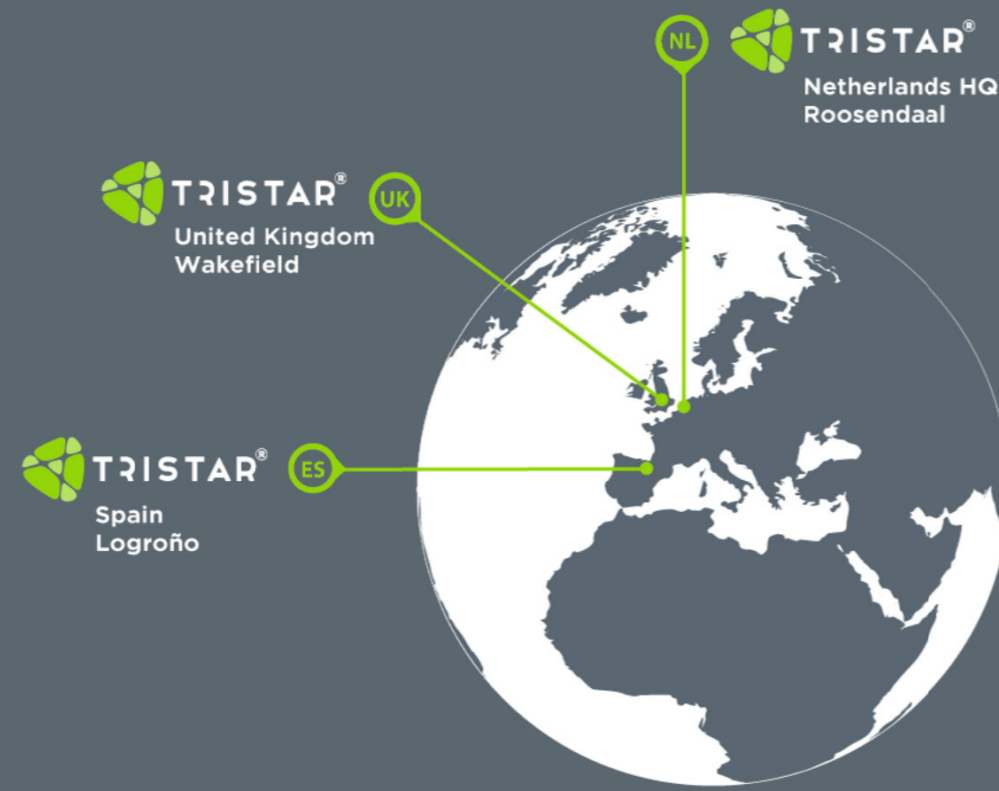 NL
TRISTAR®
Netherlands HQ
Roosendaal
TRISTAR®
UK
United Kingdom
Wakefield
TRISTAR®
ES
Spain
Logroño